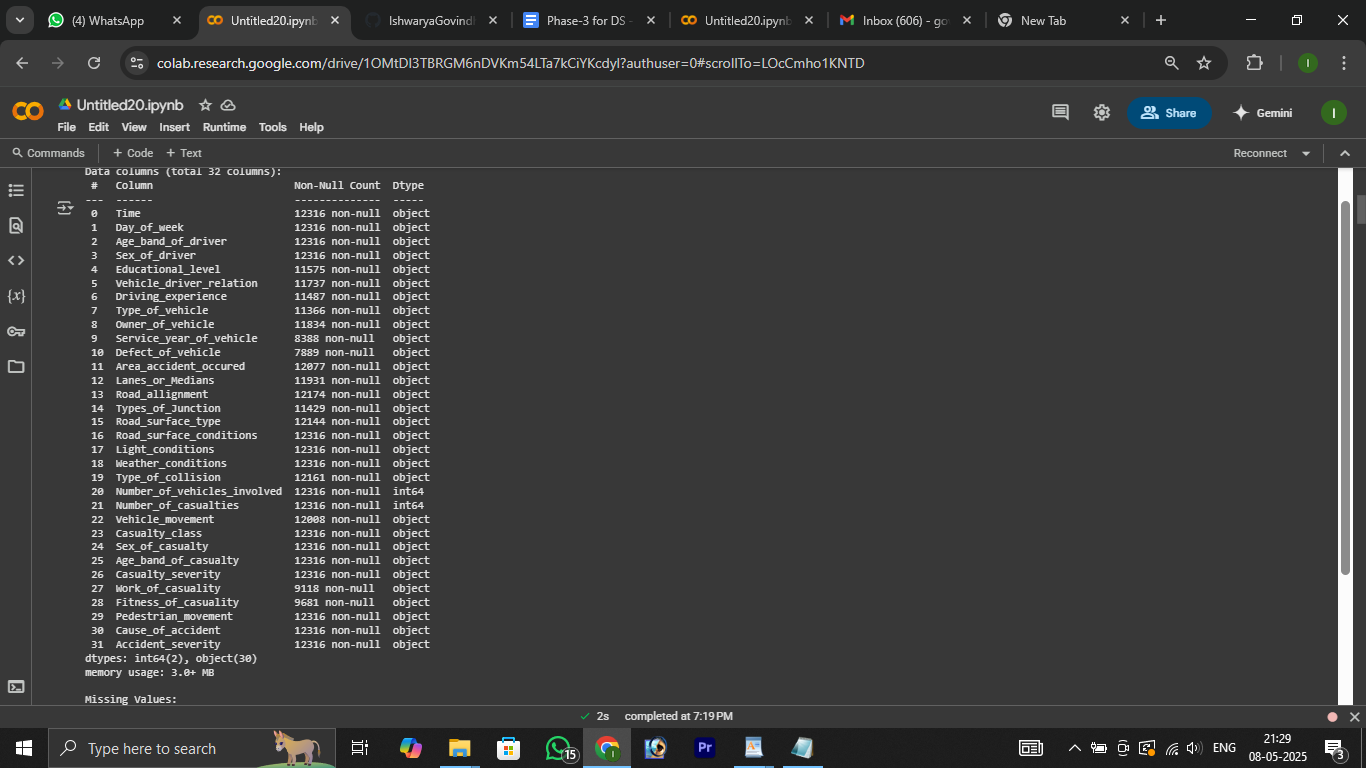 (4) WhatsApp
Untitled20.ipynb
IshwaryaGovindh
Phase-3 for DS -
Untitled20.ipynb
Inbox (606) - go
New Tab
colab.research.google.com/drive/1OMtDI3TBRGM6nDVKm54LTa7kCiYKcdyI?authuser=0#scrollTo=LOcCmho1KNTD
I
Untitled20.ipynb
File Edit View Insert Runtime Tools Help
Share
Gemini
I
Commands + Code + Text
Reconnect
Data columns (total 32 columns):
# Column Non-Null Count Dtype
--- ------ -------------- -----
0 Time 12316 non-null object
1 Day_of_week 12316 non-null object
2 Age_band_of_driver 12316 non-null object
3 Sex_of_driver 12316 non-null object
4 Educational_level 11575 non-null object
5 Vehicle_driver_relation 11737 non-null object
6 Driving_experience 11487 non-null object
7 Type_of_vehicle 11366 non-null object
8 Owner_of_vehicle 11834 non-null object
9 Service_year_of_vehicle 8388 non-null object
10 Defect_of_vehicle 7889 non-null object
11 Area_accident_occured 12077 non-null object
12 Lanes_or_Medians 11931 non-null object
13 Road_allignment 12174 non-null object
14 Types_of_Junction 11429 non-null object
15 Road_surface_type 12144 non-null object
16 Road_surface_conditions 12316 non-null object
17 Light_conditions 12316 non-null object
18 Weather_conditions 12316 non-null object
19 Type_of_collision 12161 non-null object
20 Number_of_vehicles_involved 12316 non-null int64
21 Number_of_casualties 12316 non-null int64
22 Vehicle_movement 12008 non-null object
23 Casualty_class 12316 non-null object
24 Sex_of_casualty 12316 non-null object
25 Age_band_of_casualty 12316 non-null object
26 Casualty_severity 12316 non-null object
27 Work_of_casuality 9118 non-null object
28 Fitness_of_casuality 9681 non-null object
29 Pedestrian_movement 12316 non-null object
30 Cause_of_accident 12316 non-null object
31 Accident_severity 12316 non-null object
dtypes: int64(2), object(30)
memory usage: 3.0+ MB
Missing Values:
2s completed at 7:19 PM
Type here to search
15
Pr
ENG
21:29
08-05-2025
3